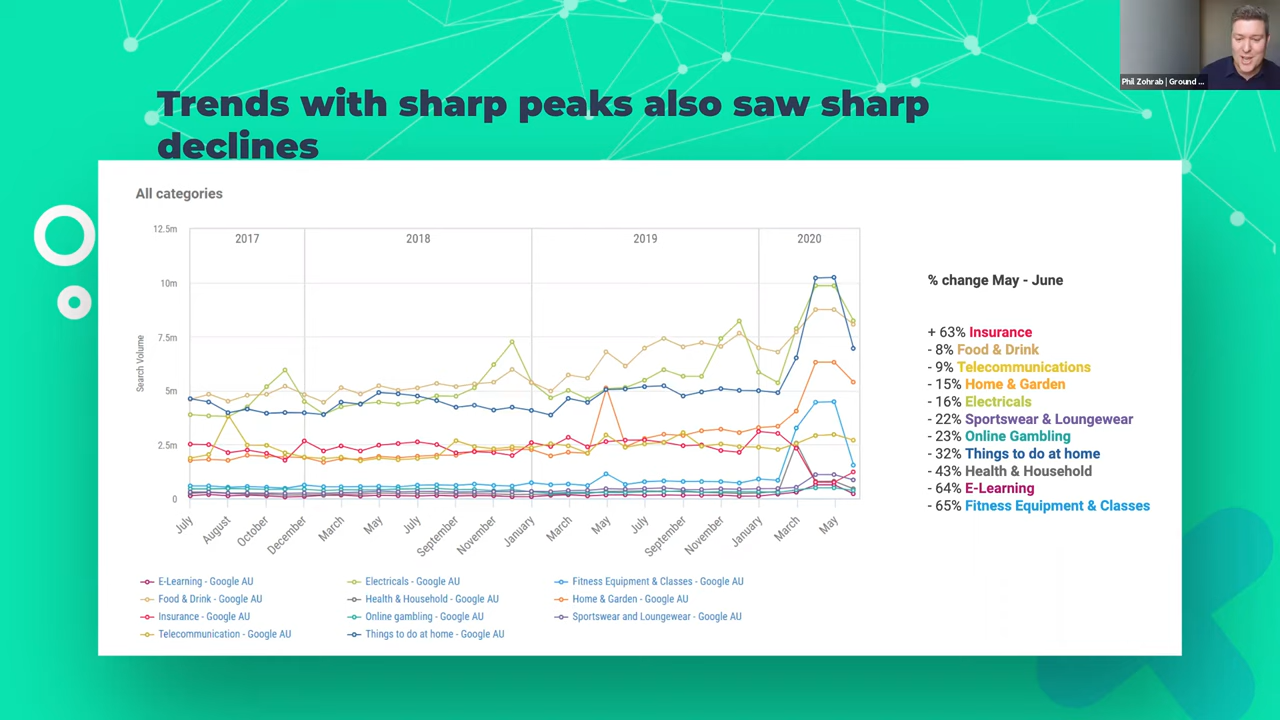 Phil Zohrab | Ground ...
Trends with sharp peaks also saw sharp
declines
All categories
12.5m
10m
7.5m
5m
2.5m
0
Search Volume
2017
2018
2019
2020
July
August
October
December
March
May
July
September
November
January
March
May
July
September
November
January
March
May
E-Learning - Google AU
Electricals - Google AU
Fitness Equipment & Classes - Google AU
Food & Drink - Google AU
Health & Household - Google AU
Home & Garden - Google AU
Insurance - Google AU
Online gambling - Google AU
Sportswear and Loungewear - Google AU
Telecommunication - Google AU
Things to do at home - Google AU
% change May - June
+ 63% Insurance
- 8% Food & Drink
- 9% Telecommunications
- 15% Home & Garden
- 16% Electricals
- 22% Sportswear & Loungewear
- 23% Online Gambling
- 32% Things to do at home
- 43% Health & Household
- 64% E-Learning
- 65% Fitness Equipment & Classes